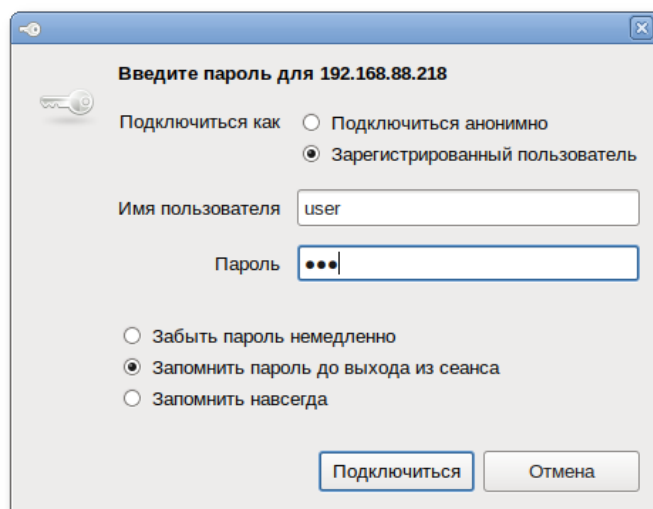 Введите пароль для 192.168.88.218
Подключиться как
Подключиться анонимно
Зарегистрированный пользователь
Имя пользователя user
Пароль ●●●
Забыть пароль немедленно
Запомнить пароль до выхода из сеанса
Запомнить навсегда
Подключиться Отмена